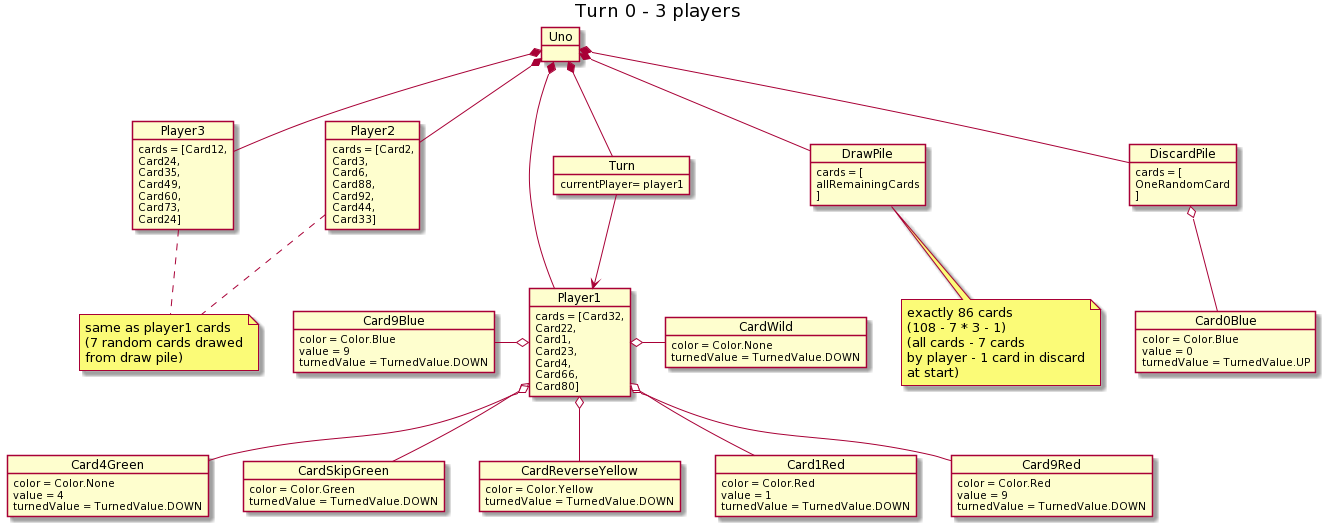 Turn 0 - 3 players
Uno
Player3
cards = [Card12,
Card24,
Card35,
Card49,
Card60,
Card73,
Card24]
Player2
cards = [Card2,
Card3,
Card6,
Card88,
Card92,
Card44,
Card33]
Turn
currentPlayer= player1
DrawPile
cards = [
allRemainingCards
]
DiscardPile
cards = [
OneRandomCard
]
same as player1 cards
(7 random cards drawed
from draw pile)
Card9Blue
color = Color.Blue
value = 9
turnedValue = TurnedValue.DOWN
Player1
cards = [Card32,
Card22,
Card1,
Card23,
Card4,
Card66,
Card80]
CardWild
color = Color.None
turnedValue = TurnedValue.DOWN
exactly 86 cards
(108 - 7 * 3 - 1)
(all cards - 7 cards
by player - 1 card in discard
at start)
Card0Blue
color = Color.Blue
value = 0
turnedValue = TurnedValue.UP
Card4Green
color = Color.None
value = 4
turnedValue = TurnedValue.DOWN
CardSkipGreen
color = Color.Green
turnedValue = TurnedValue.DOWN
CardReverseYellow
color = Color.Yellow
turnedValue = TurnedValue.DOWN
Card1Red
color = Color.Red
value = 1
turnedValue = TurnedValue.DOWN
Card9Red
color = Color.Red
value = 9
turnedValue = TurnedValue.DOWN